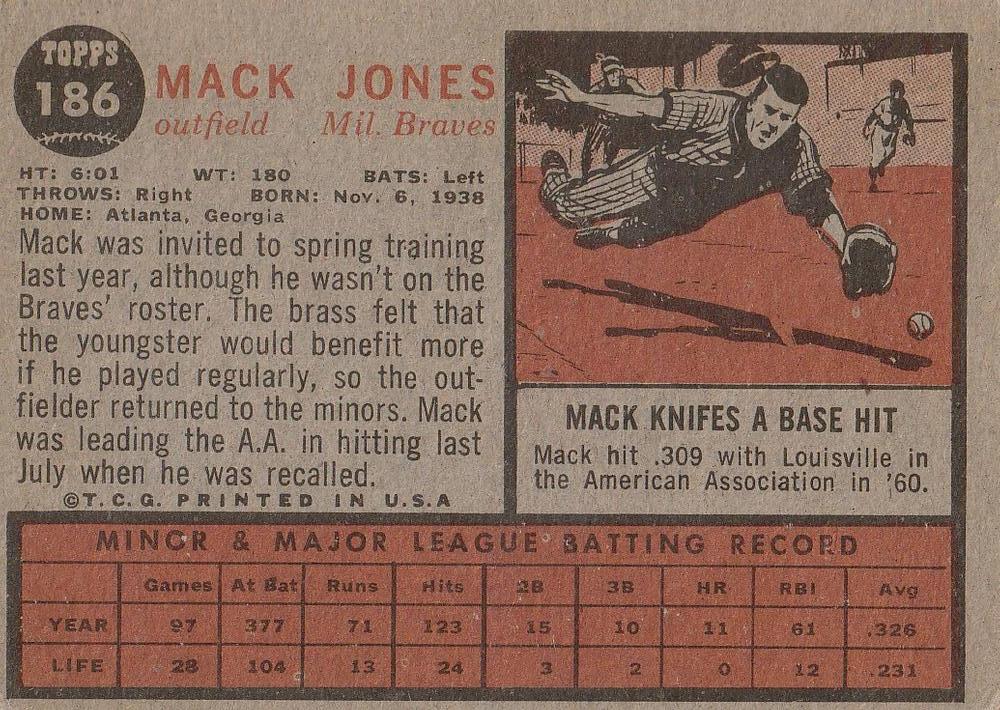 TOPPS
186
MACK JONES
outfield Mil. Braves
HT: 6:01 WT: 180 BATS: Left
THROWS: Right BORN: Nov. 6, 1938
HOME: Atlanta, Georgia
Mack was invited to spring training
last year, although he wasn't on the
Braves' roster. The brass felt that
the youngster would benefit more
if he played regularly, so the out-
fielder returned to the minors. Mack
was leading the A.A. in hitting last
July when he was recalled.
©T.C.G. PRINTED IN U.S.A
MACK KNIFES A BASE HIT
Mack hit .309 with Louisville in
the American Association in '60.
MINOR & MAJOR LEAGUE BATTING RECORD
Games At Bat Runs Hits 2B 3B HR RBI Avg
YEAR 97 377 71 123 15 10 11 61 .326
LIFE 28 104 13 24 3 2 0 12 .231